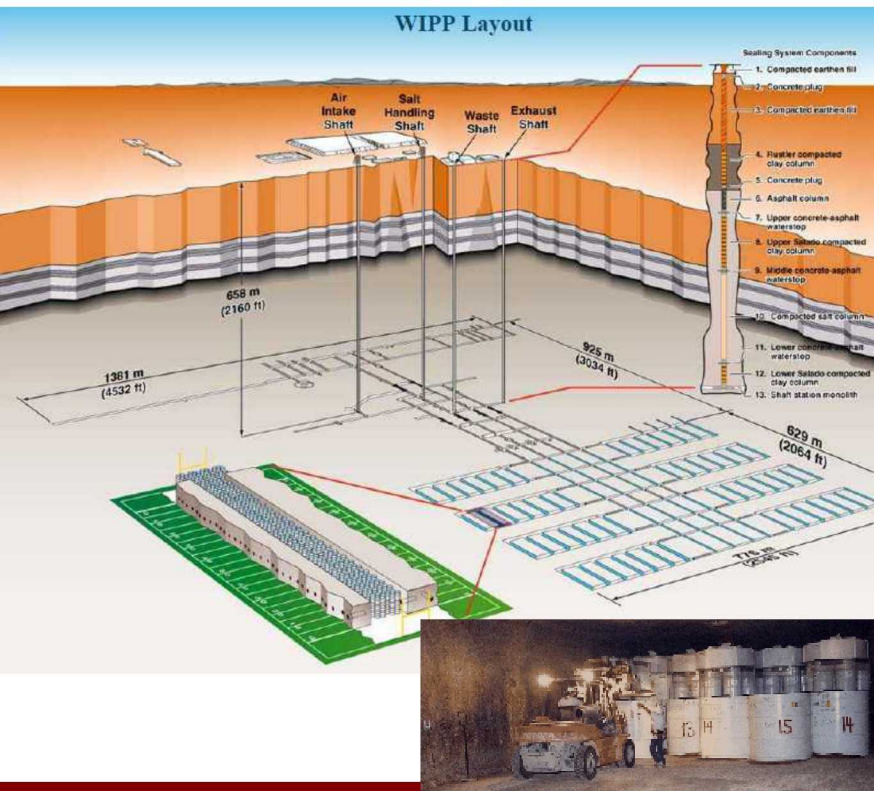 WIPP Layout
Sealing System Components
1. Compacted earthen fill
2. Concrete plug
3. Compacted earthen fill
4. Rustler compacted
clay column
5. Concrete plug
6. Asphalt column
7. Upper concrete-asphalt
waterstop
8. Upper Salado compacted
clay column
9. Middle concrete-asphalt
waterstop
10. Compacted salt column
11. Lower concrete-asphalt
waterstop
12. Lower Salado compacted
clay column
13. Shaft station monolith
Air
Intake
Shaft
Salt
Handling
Shaft
Waste
Shaft
Exhaust
Shaft
658 m
(2160 ft)
1381 m
(4532 ft)
925 m
(3034 ft)
629 m
(2064 ft)
776 m
13
14
15
14